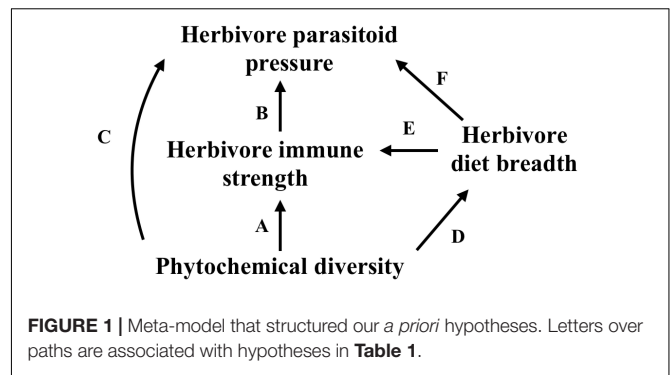 Herbivore parasitoid
pressure
F
C
B
E
Herbivore
diet breadth
Herbivore immune
strength
A
D
Phytochemical diversity
FIGURE 1 | Meta-model that structured our a priori hypotheses. Letters over
paths are associated with hypotheses in Table 1.